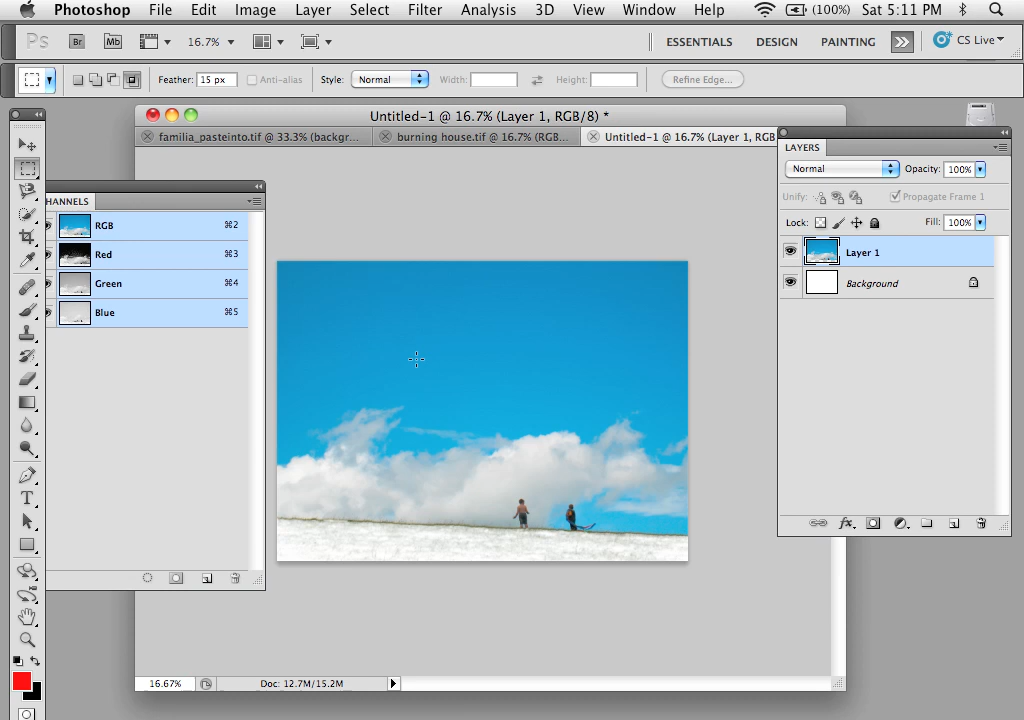 Photoshop File Edit Image Layer Select Filter Analysis 3D View Window Help (100%) Sat 5:11 PM
Ps Br Mb 16.7% ESSENTIALS DESIGN PAINTING CS Live
Feather: 15 px Anti-alias Style: Normal Width: Height: Refine Edge...
Untitled-1 @ 16.7% (Layer 1, RGB/8) *
familia_pasteinto.tif @ 33.3% (backgr... burning house.tif @ 16.7% (RGB... Untitled-1 @ 16.7% (Layer 1, RGB
HANNELS
RGB ⌘2
Red ⌘3
Green ⌘4
Blue ⌘5
LAYERS
Normal Opacity: 100%
Unify: Propagate Frame 1
Lock: Fill: 100%
Layer 1
Background
T
16.67% Doc: 12.7M/15.2M